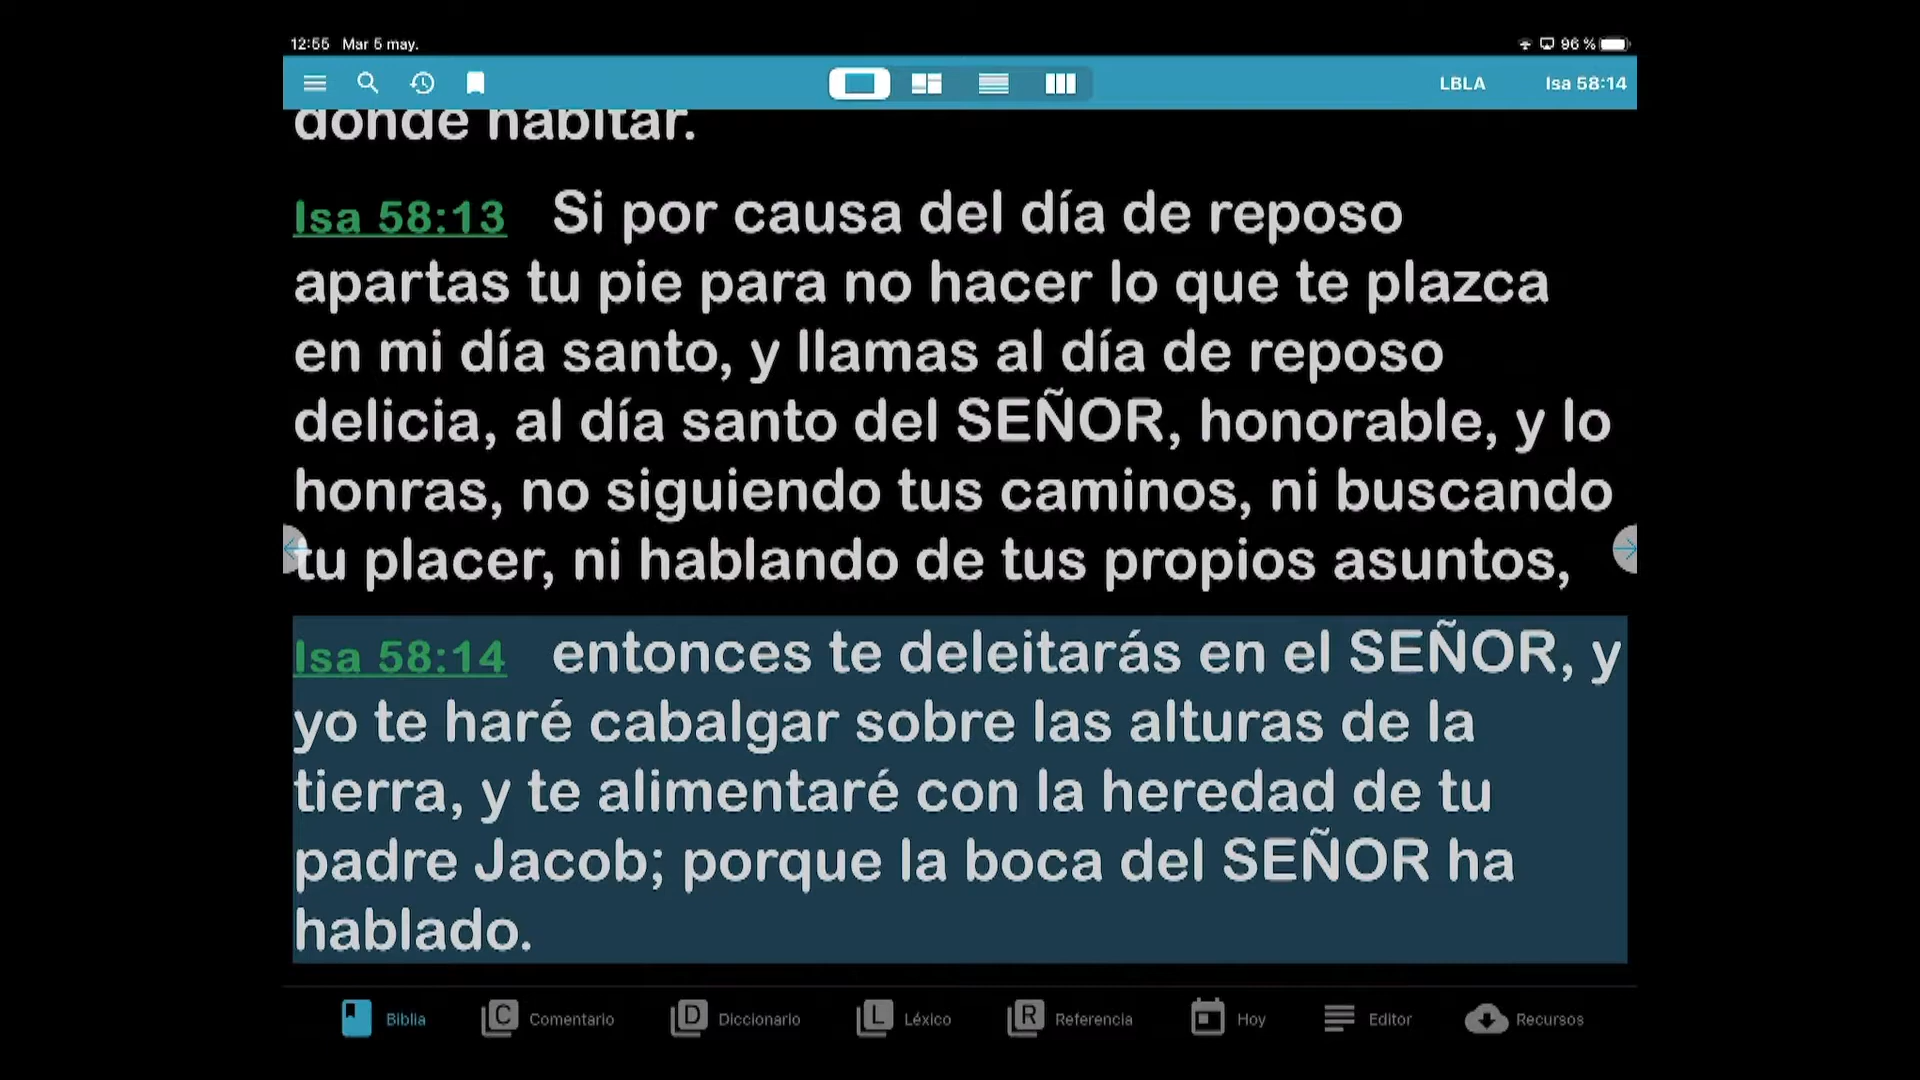 12:55 Mar 5 may.
96 %
LBLA Isa 58:14
donde habitar.
Isa 58:13 Si por causa del día de reposo
apartas tu pie para no hacer lo que te plazca
en mi día santo, y llamas al día de reposo
delicia, al día santo del SEÑOR, honorable, y lo
honras, no siguiendo tus caminos, ni buscando
tu placer, ni hablando de tus propios asuntos,
Isa 58:14 entonces te deleitarás en el SEÑOR, y
yo te haré cabalgar sobre las alturas de la
tierra, y te alimentaré con la heredad de tu
padre Jacob; porque la boca del SEÑOR ha
hablado.
Biblia C Comentario D Diccionario L Léxico R Referencia Hoy Editor Recursos